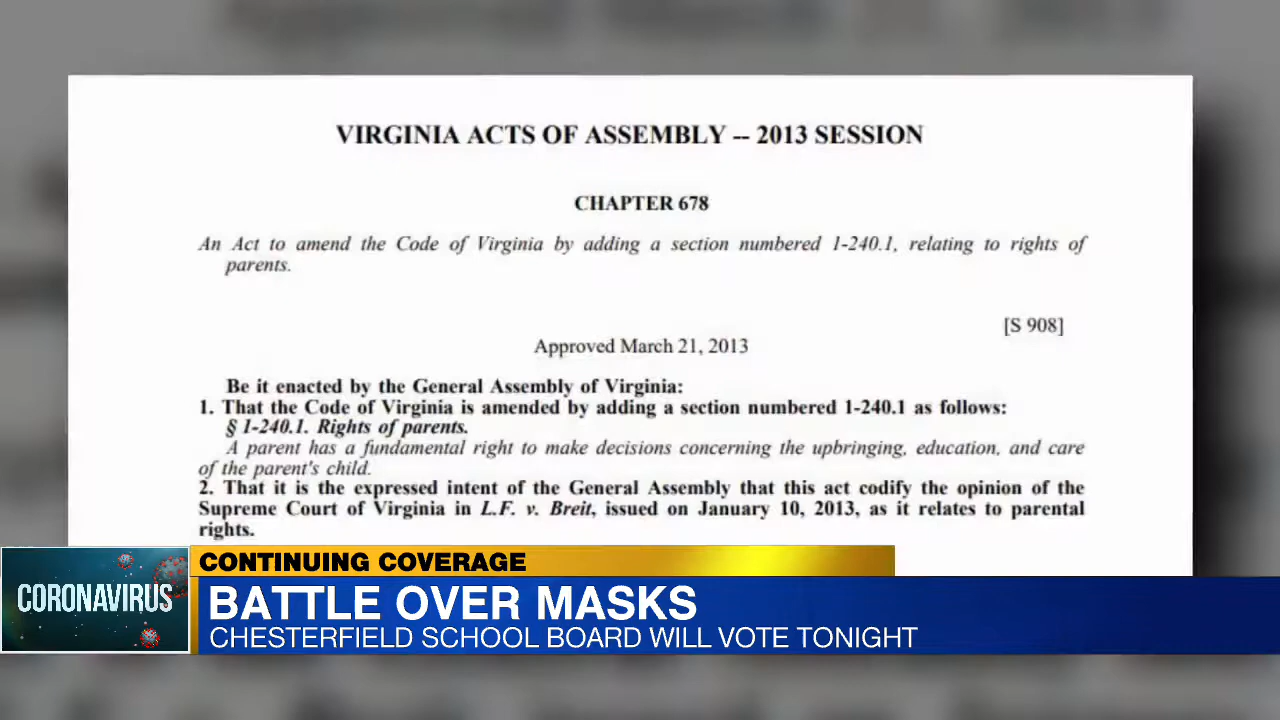 VIRGINIA ACTS OF ASSEMBLY -- 2013 SESSION
CHAPTER 678
An Act to amend the Code of Virginia by adding a section numbered 1-240.1, relating to rights of
parents.
[S 908]
Approved March 21, 2013
Be it enacted by the General Assembly of Virginia:
1. That the Code of Virginia is amended by adding a section numbered 1-240.1 as follows:
§ 1-240.1. Rights of parents.
A parent has a fundamental right to make decisions concerning the upbringing, education, and care
of the parent's child.
2. That it is the expressed intent of the General Assembly that this act codify the opinion of the
Supreme Court of Virginia in L.F. v. Breit, issued on January 10, 2013, as it relates to parental
rights.
CONTINUING COVERAGE
CORONAVIRUS
BATTLE OVER MASKS
CHESTERFIELD SCHOOL BOARD WILL VOTE TONIGHT